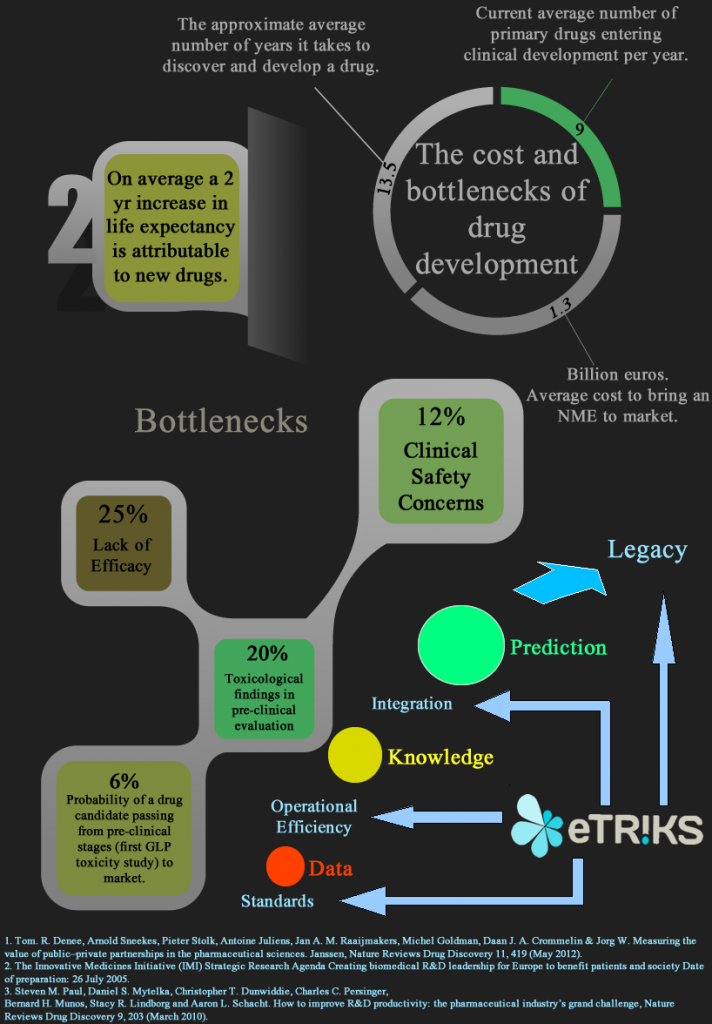 The approximate average
number of years it takes to
discover and develop a drug.
Current average number of
primary drugs entering
clinical development per year.
9
13.5
1.3
The cost and
bottlenecks of
drug
development
2
On average a 2
yr increase in
life expectancy
is attributable
to new drugs.
Billion euros.
Average cost to bring an
NME to market.
Bottlenecks
12%
Clinical
Safety
Concerns
25%
Lack of
Efficacy
20%
Toxicological
findings in
pre-clinical
evaluation
6%
Probability of a drug
candidate passing
from pre-clinical
stages (first GLP
toxicity study) to
market.
Legacy
Prediction
Integration
Knowledge
Operational
Efficiency
eTR!KS
Data
Standards
1. Tom. R. Denee, Arnold Sneekes, Pieter Stolk, Antoine Juliens, Jan A. M. Raaijmakers, Michel Goldman, Daan J. A. Crommelin & Jorg W. Measuring the
value of public–private partnerships in the pharmaceutical sciences. Janssen, Nature Reviews Drug Discovery 11, 419 (May 2012).
2. The Innovative Medicines Initiative (IMI) Strategic Research Agenda Creating biomedical R&D leadership for Europe to benefit patients and society Date
of preparation: 26 July 2005.
3. Steven M. Paul, Daniel S. Mytelka, Christopher T. Dunwiddie, Charles C. Persinger,
Bernard H. Munos, Stacy R. Lindborg and Aaron L. Schacht. How to improve R&D productivity: the pharmaceutical industry's grand challenge, Nature
Reviews Drug Discovery 9, 203 (March 2010).